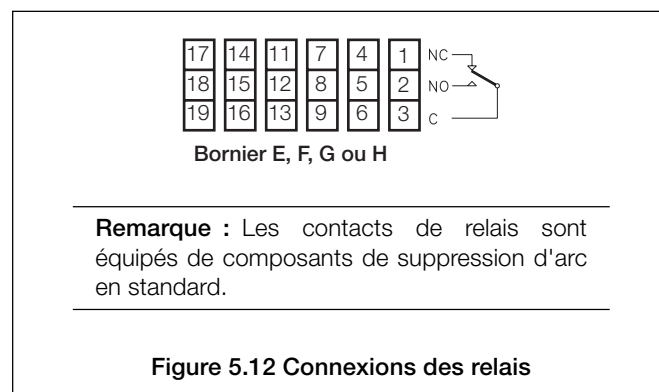 17 14 11 7 4 1 NC
18 15 12 8 5 2 NO
19 16 13 9 6 3 C
Bornier E, F, G ou H
Remarque : Les contacts de relais sont
équipés de composants de suppression d'arc
en standard.
Figure 5.12 Connexions des relais